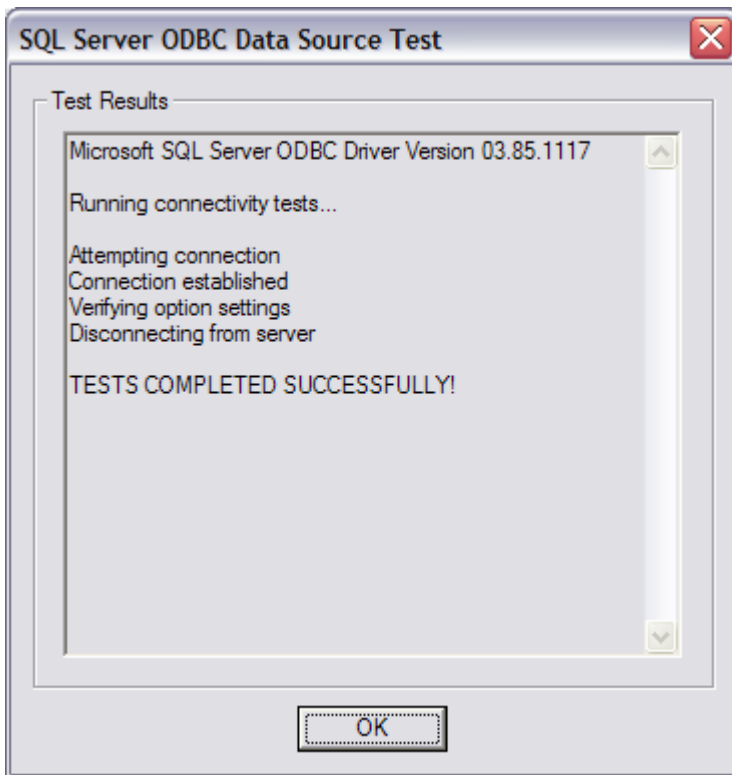 SQL Server ODBC Data Source Test
Test Results
Microsoft SQL Server ODBC Driver Version 03.85.1117
Running connectivity tests...
Attempting connection
Connection established
Verifying option settings
Disconnecting from server
TESTS COMPLETED SUCCESSFULLY!
OK